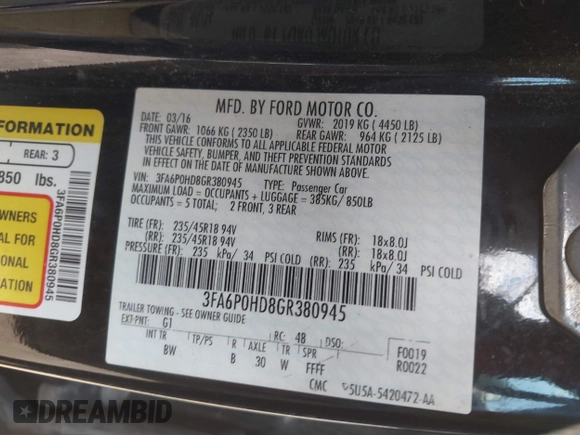 MFD. BY FORD MOTOR CO.
DATE: 03/16 GVWR: 2019 KG ( 4450 LB)
FRONT GAWR: 1066 KG ( 2350 LB) REAR GAWR: 964 KG ( 2125 LB)
THIS VEHICLE CONFORMS TO ALL APPLICABLE FEDERAL MOTOR
VEHICLE SAFETY, BUMPER, AND THEFT PREVENTION STANDARDS
IN EFFECT ON THE DATE OF MANUFACTURE SHOWN ABOVE.
VIN: 3FA6P0HD8GR380945 TYPE: Passenger Car
MAXIMUM LOAD = OCCUPANTS + LUGGAGE = 385KG/ 850LB
OCCUPANTS = 5 TOTAL; 2 FRONT, 3 REAR
TIRE (FR): 235/45R18 94V RIMS (FR): 18x8.0J
(RR): 235/45R18 94V (RR): 18x8.0J
PRESSURE (FR): 235 kPa/ 34 PSI COLD (RR): 235 kPa/ 34 PSI COLD
3FA6P0HD8GR380945
TRAILER TOWING - SEE OWNER GUIDE
EXT-PNT: G1 RC: 48 DSO: F0019
INT TR TP/PS R AXLE TR SPR R0022
BW B 30 W FFFF
CMC 5U5A-5420472-AA
FORMATION
REAR: 3
850 lbs.
WNERS
AL FOR
ONAL
ON
3FA6P0HD8GR380945
DREAMBID